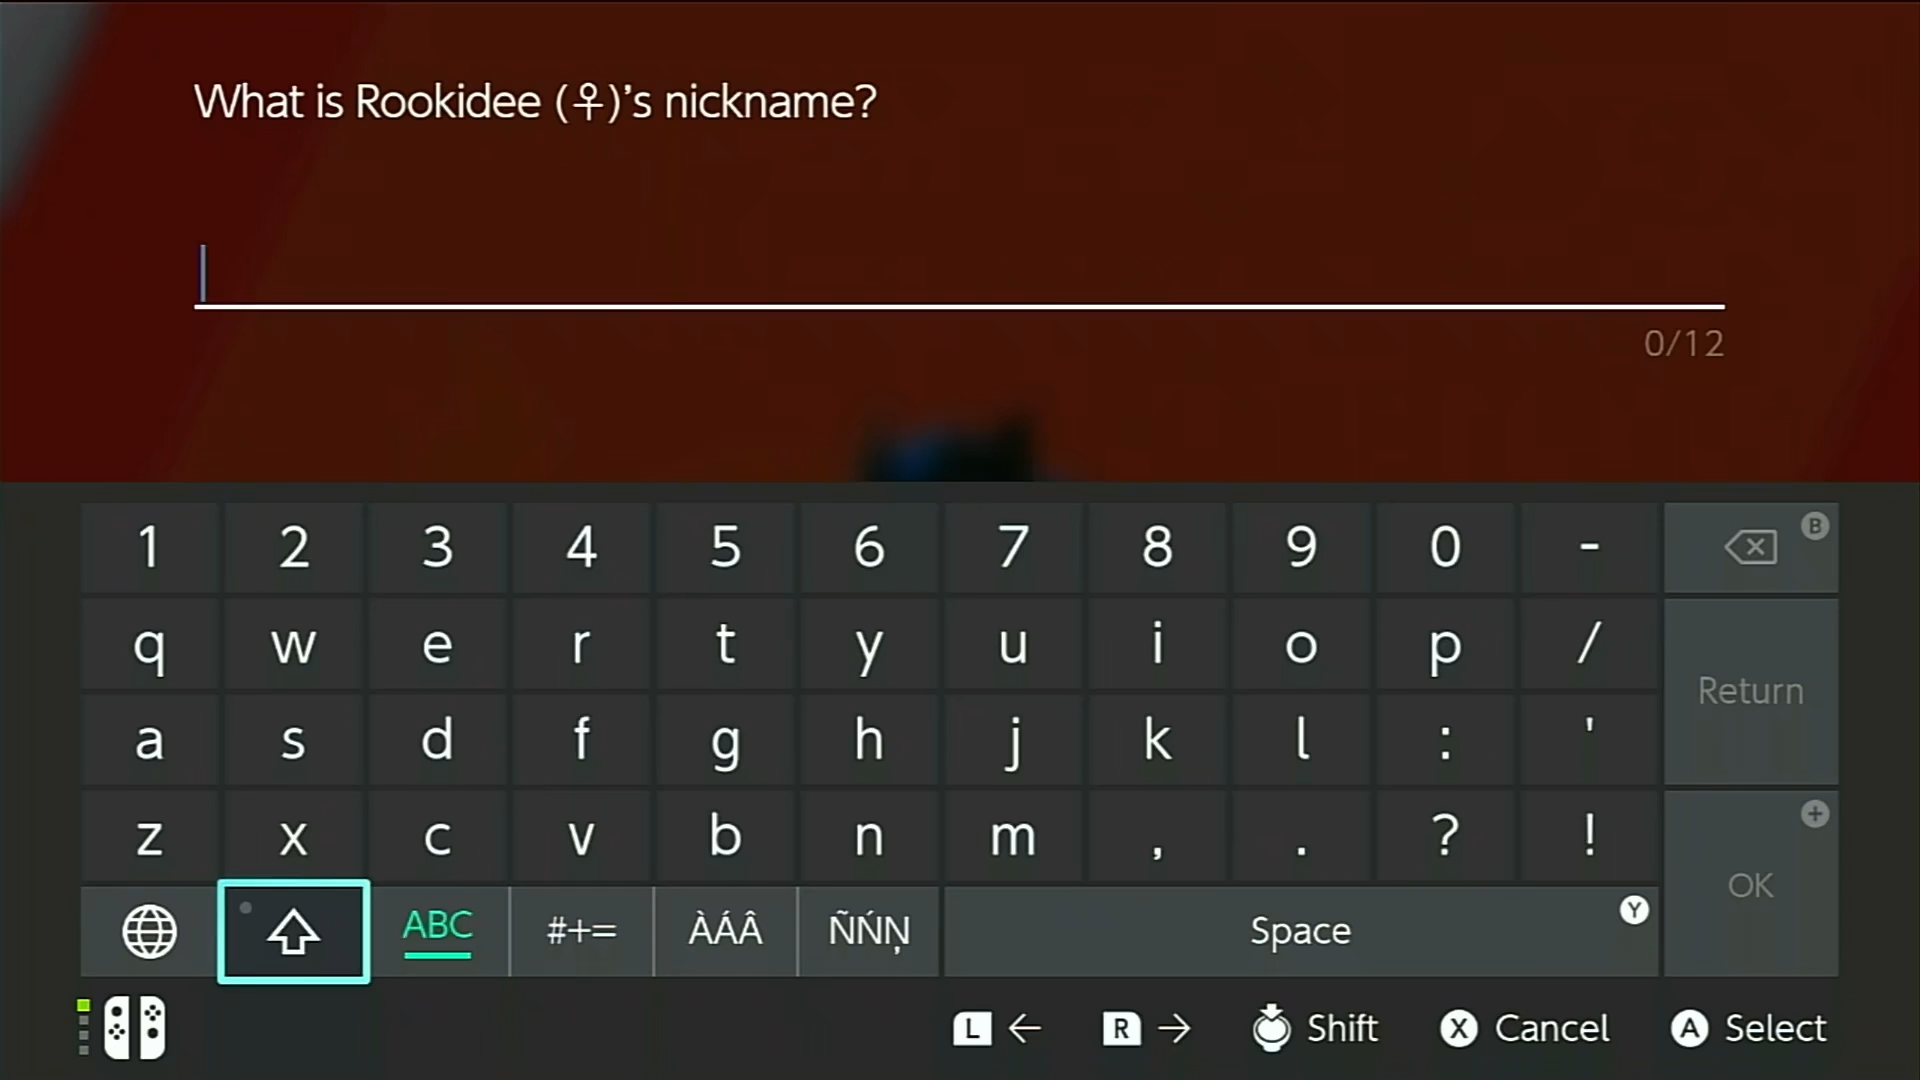 What is Rookidee (♀)’s nickname?
0/12
1 2 3 4 5 6 7 8 9 0 - B
q w e r t y u i o p /
Return
a s d f g h j k l : '
z x c v b n m , . ? ! +
OK
ABC #+= ÀÁÂ ÑŃŅ Space Y
L ← R → Shift X Cancel A Select